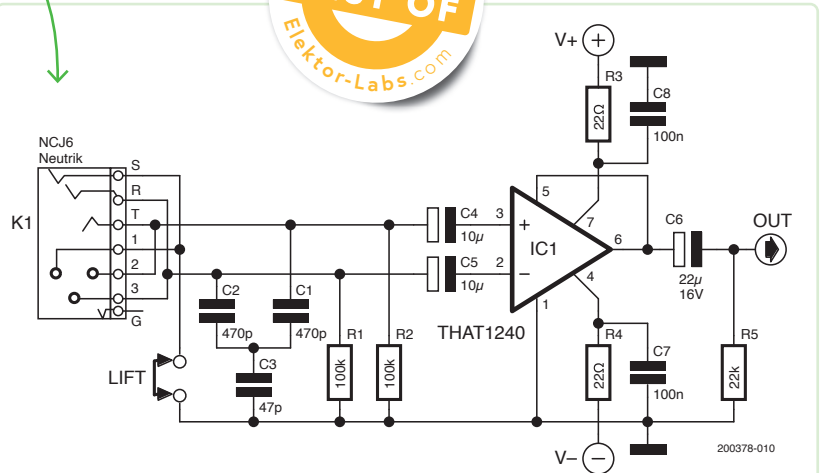 OF
Elektor-Labs.com
V+
R3
22Ω
C8
100n
NCJ6
Neutrik
K1
S
R
T
1
2
3
G
C2
470p
C1
470p
C3
47p
LIFT
R1
100k
R2
100k
C4
10µ
C5
10µ
3
2
+
−
IC1
5
7
6
4
1
THAT1240
C6
22µ
16V
OUT
R4
22Ω
C7
100n
R5
22k
V−
200378-010